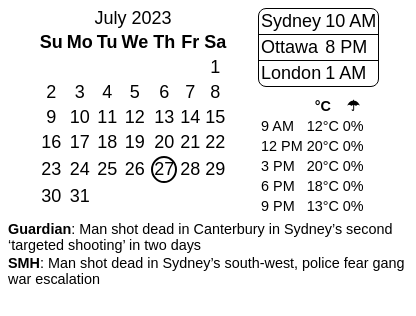 July 2023
Su Mo Tu We Th Fr Sa
1
2 3 4 5 6 7 8
9 10 11 12 13 14 15
16 17 18 19 20 21 22
23 24 25 26 27 28 29
30 31
Sydney 10 AM
Ottawa 8 PM
London 1 AM
°C ☂
9 AM 12°C 0%
12 PM 20°C 0%
3 PM 20°C 0%
6 PM 18°C 0%
9 PM 13°C 0%
Guardian: Man shot dead in Canterbury in Sydney’s second
‘targeted shooting’ in two days
SMH: Man shot dead in Sydney’s south-west, police fear gang
war escalation